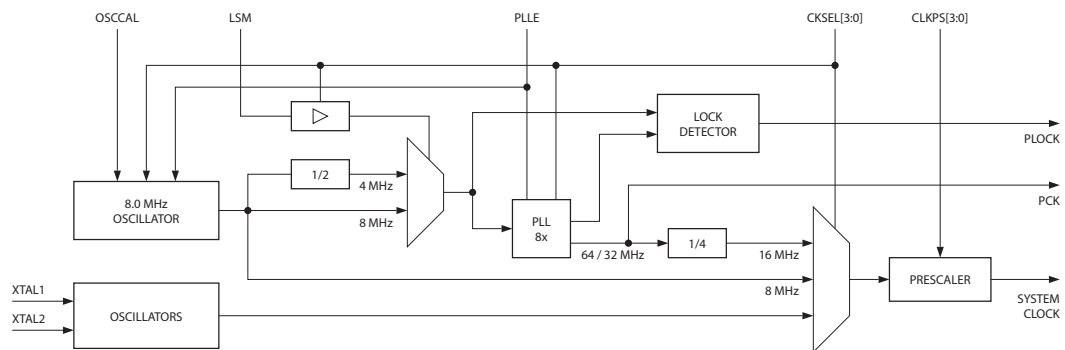 OSCCAL
LSM
PLLE
CKSEL[3:0]
CLKPS[3:0]
LOCK
DETECTOR
PLOCK
1/2
4 MHz
8.0 MHz
OSCILLATOR
8 MHz
PLL
8x
PCK
64 / 32 MHz
1/4
16 MHz
8 MHz
PRESCALER
SYSTEM
CLOCK
XTAL1
XTAL2
OSCILLATORS